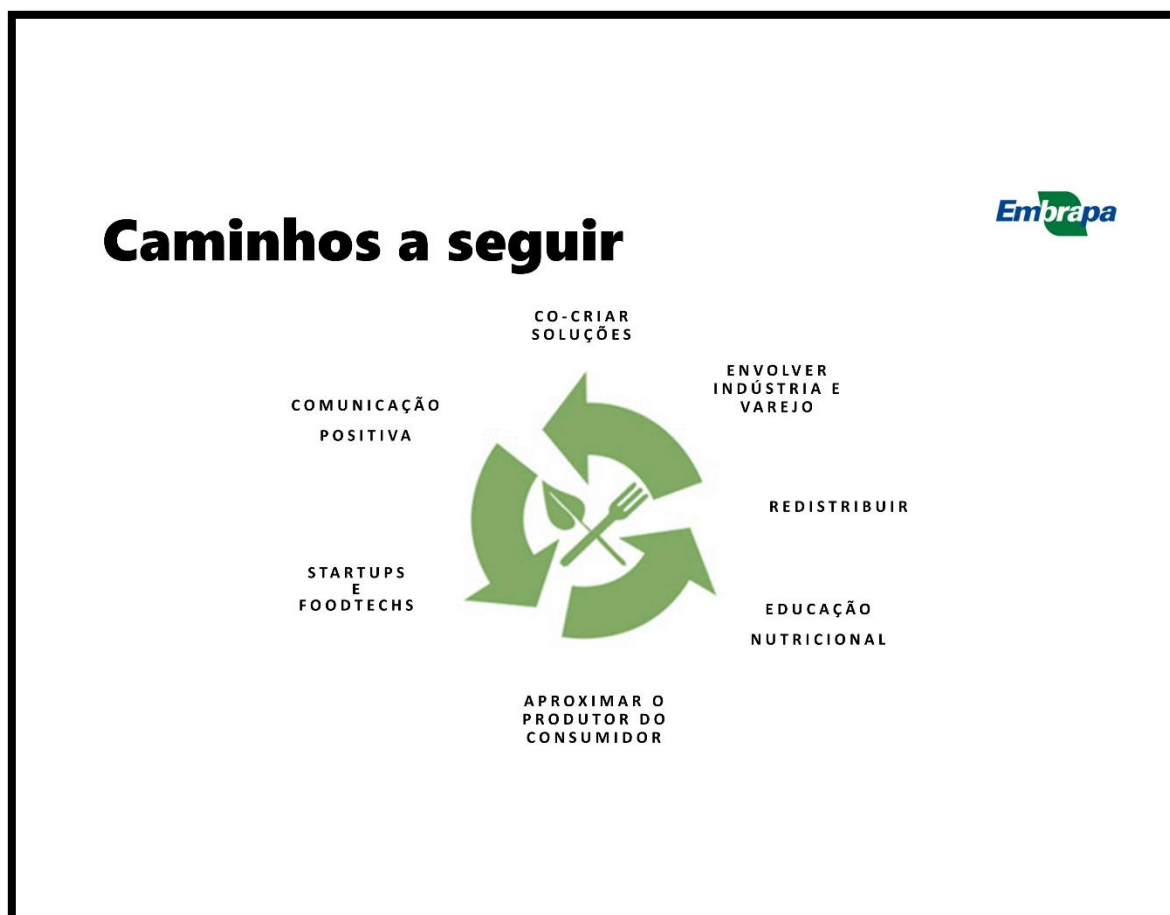 Embrapa
Caminhos a seguir
CO-CRIAR
SOLUÇÕES
ENVOLVER
INDÚSTRIA E
VAREJO
COMUNICAÇÃO
POSITIVA
REDISTRIBUIR
STARTUPS
E
FOODTECHS
EDUCAÇÃO
NUTRICIONAL
APROXIMAR O
PRODUTOR DO
CONSUMIDOR